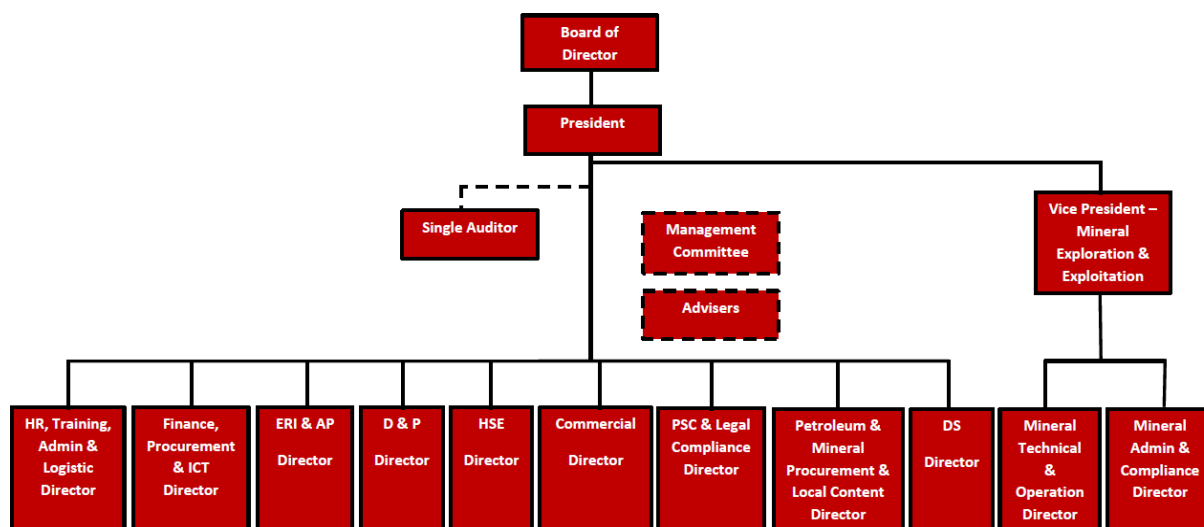 Board of
Director
President
Single Auditor
Management
Committee
Advisers
Vice President –
Mineral
Exploration &
Exploitation
HR, Training,
Admin &
Logistic
Director
Finance,
Procurement
& ICT
Director
ERI & AP
Director
D & P
Director
HSE
Director
Commercial
Director
PSC & Legal
Compliance
Director
Petroleum &
Mineral
Procurement &
Local Content
Director
DS
Director
Mineral
Technical
&
Operation
Director
Mineral
Admin &
Compliance
Director